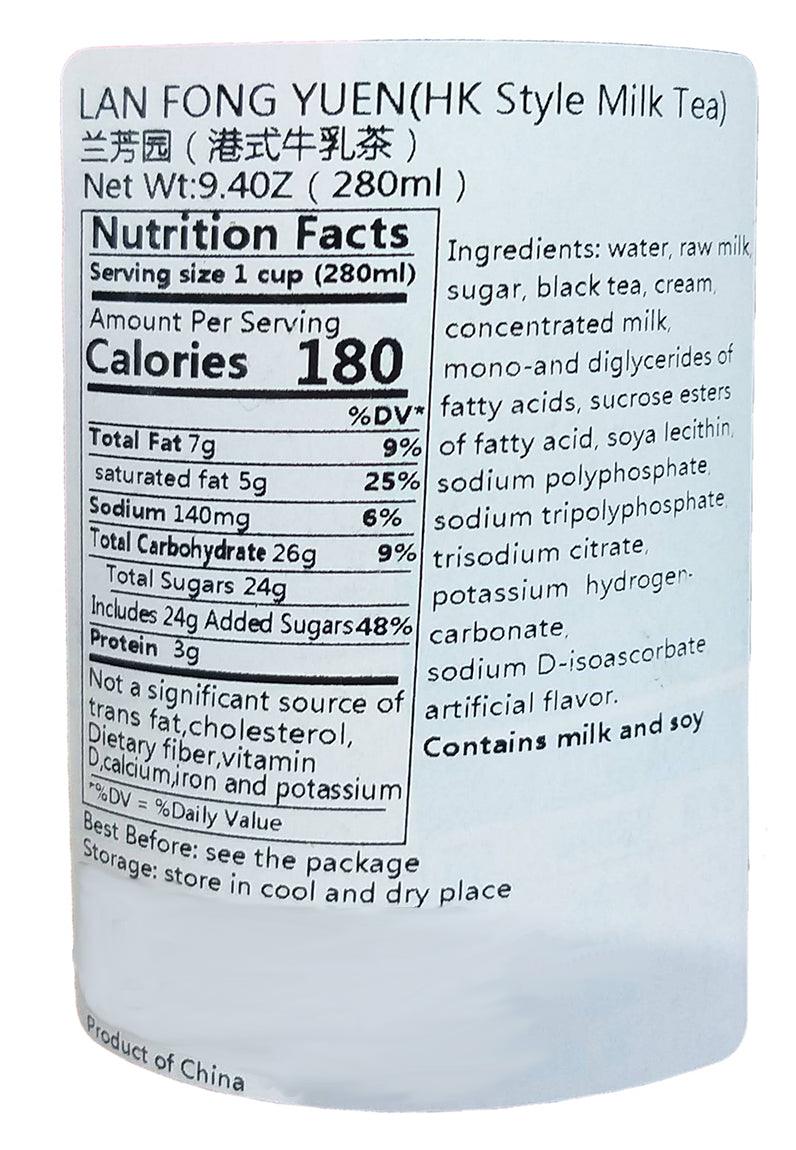 LAN FONG YUEN(HK Style Milk Tea)
兰芳园（港式牛乳茶）
Net Wt:9.4OZ ( 280ml )
Nutrition Facts
Serving size 1 cup (280ml)
Amount Per Serving
Calories 180
%DV*
Total Fat 7g 9%
saturated fat 5g 25%
Sodium 140mg 6%
Total Carbohydrate 26g 9%
Total Sugars 24g
Includes 24g Added Sugars 48%
Protein 3g
Not a significant source of
trans fat,cholesterol,
Dietary fiber,vitamin
D,calcium,iron and potassium
*%DV = %Daily Value
Ingredients: water, raw milk,
sugar, black tea, cream,
concentrated milk,
mono-and diglycerides of
fatty acids, sucrose esters
of fatty acid, soya lecithin,
sodium polyphosphate,
sodium tripolyphosphate,
trisodium citrate,
potassium hydrogen-
carbonate,
sodium D-isoascorbate
artificial flavor.
Contains milk and soy
Best Before: see the package
Storage: store in cool and dry place
Product of China